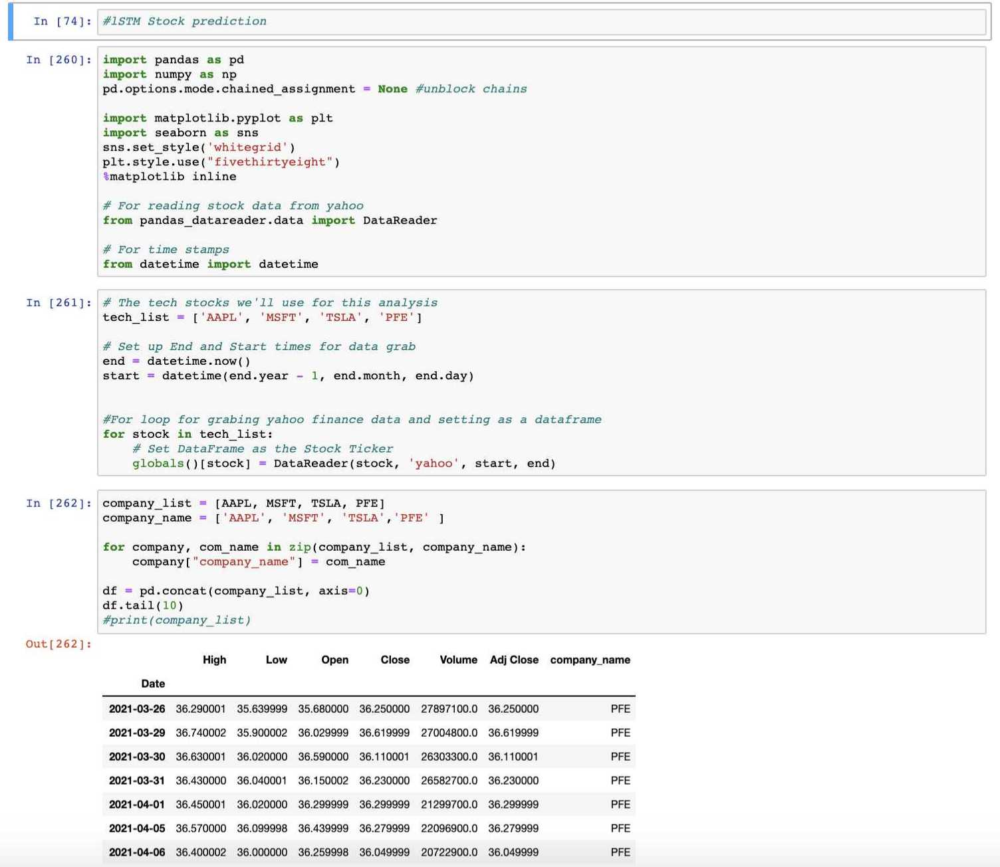 In [74]: #lSTM Stock prediction
In [260]: import pandas as pd
import numpy as np
pd.options.mode.chained_assignment = None #unblock chains
import matplotlib.pyplot as plt
import seaborn as sns
sns.set_style('whitegrid')
plt.style.use("fivethirtyeight")
%matplotlib inline
# For reading stock data from yahoo
from pandas_datareader.data import DataReader
# For time stamps
from datetime import datetime
In [261]: # The tech stocks we'll use for this analysis
tech_list = ['AAPL', 'MSFT', 'TSLA', 'PFE']
# Set up End and Start times for data grab
end = datetime.now()
start = datetime(end.year - 1, end.month, end.day)
#For loop for grabing yahoo finance data and setting as a dataframe
for stock in tech_list:
    # Set DataFrame as the Stock Ticker
    globals()[stock] = DataReader(stock, 'yahoo', start, end)
In [262]: company_list = [AAPL, MSFT, TSLA, PFE]
company_name = ['AAPL', 'MSFT', 'TSLA','PFE' ]
for company, com_name in zip(company_list, company_name):
    company["company_name"] = com_name
df = pd.concat(company_list, axis=0)
df.tail(10)
#print(company_list)
Out[262]:
High Low Open Close Volume Adj Close company_name
Date
2021-03-26 36.290001 35.639999 35.680000 36.250000 27897100.0 36.250000 PFE
2021-03-29 36.740002 35.900002 36.029999 36.619999 27004800.0 36.619999 PFE
2021-03-30 36.630001 36.020000 36.590000 36.110001 26303300.0 36.110001 PFE
2021-03-31 36.430000 36.040001 36.150002 36.230000 26582700.0 36.230000 PFE
2021-04-01 36.450001 36.020000 36.299999 36.299999 21299700.0 36.299999 PFE
2021-04-05 36.570000 36.099998 36.439999 36.279999 22096900.0 36.279999 PFE
2021-04-06 36.400002 36.000000 36.259998 36.049999 20722900.0 36.049999 PFE